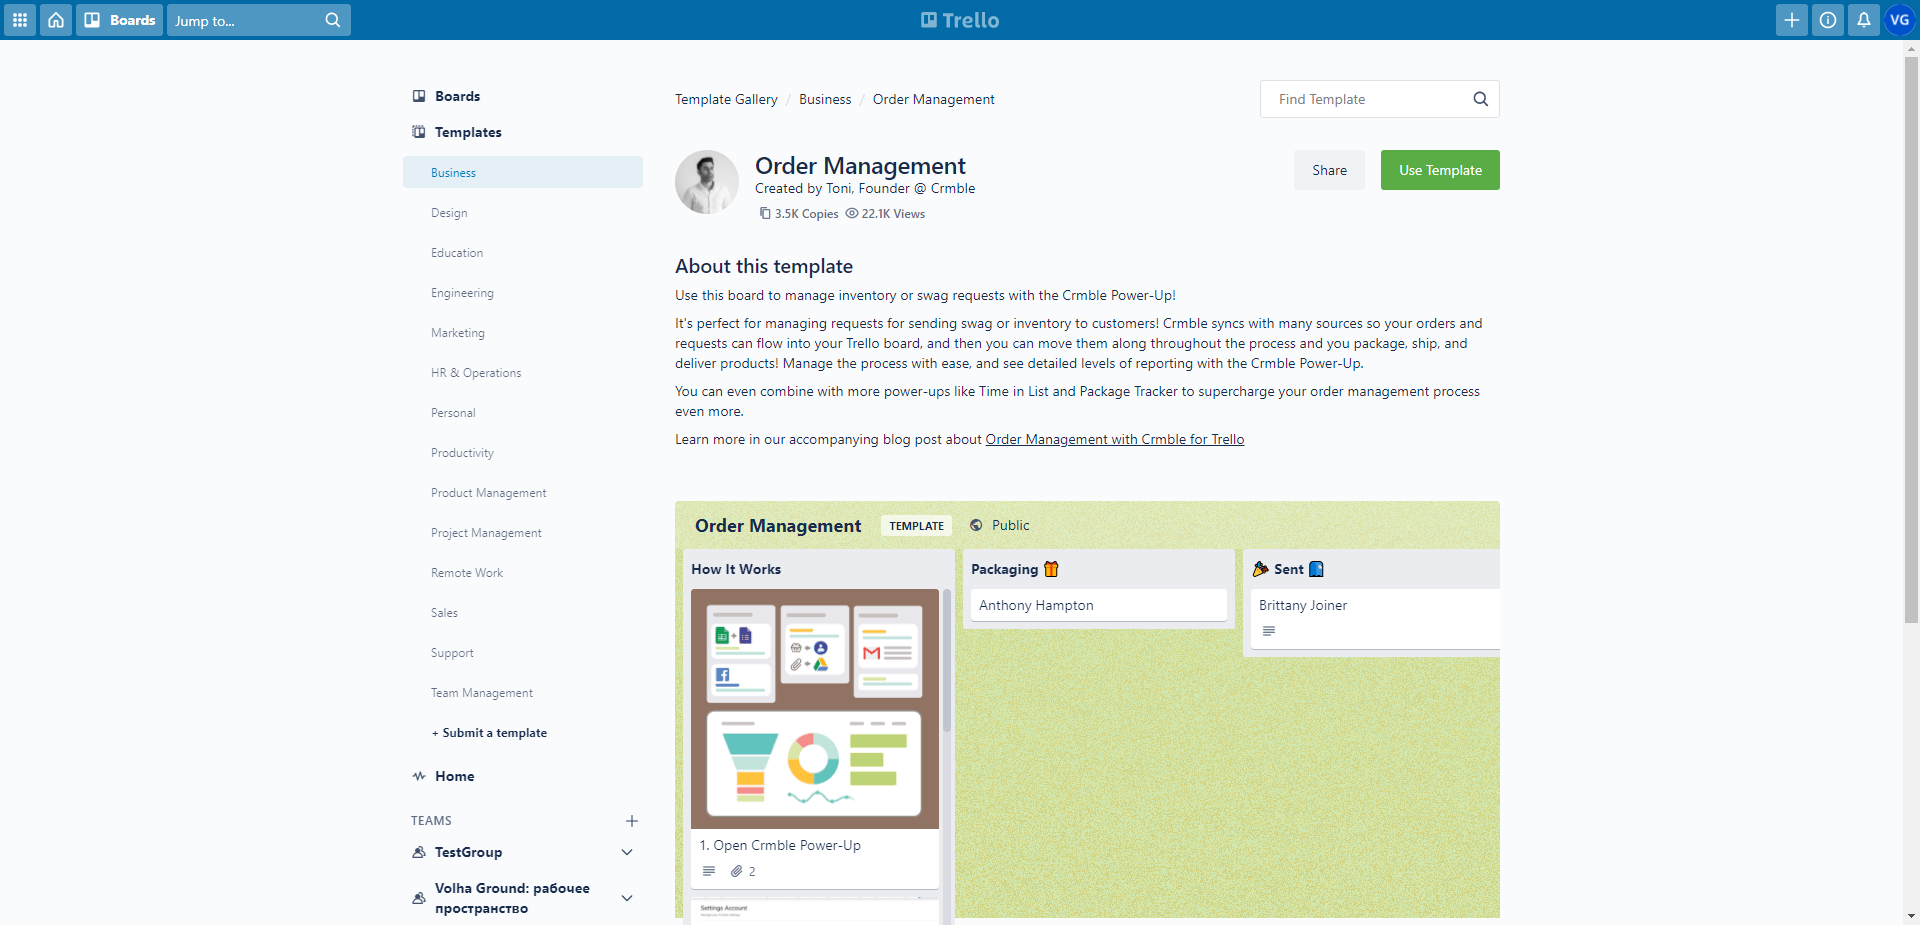 Boards
Jump to...
Trello
VG
Boards
Templates
Business
Design
Education
Engineering
Marketing
HR & Operations
Personal
Productivity
Product Management
Project Management
Remote Work
Sales
Support
Team Management
+ Submit a template
Home
TEAMS
TestGroup
Volha Ground: рабочее
пространство
Template Gallery / Business / Order Management
Find Template
Order Management
Created by Toni, Founder @ Crmble
3.5K Copies 22.1K Views
Share
Use Template
About this template
Use this board to manage inventory or swag requests with the Crmble Power-Up!
It's perfect for managing requests for sending swag or inventory to customers! Crmble syncs with many sources so your orders and
requests can flow into your Trello board, and then you can move them along throughout the process and you package, ship, and
deliver products! Manage the process with ease, and see detailed levels of reporting with the Crmble Power-Up.
You can even combine with more power-ups like Time in List and Package Tracker to supercharge your order management process
even more.
Learn more in our accompanying blog post about Order Management with Crmble for Trello
Order Management TEMPLATE Public
How It Works
1. Open Crmble Power-Up
2
Settings Account
Packaging 🎁
Anthony Hampton
🎉 Sent 📘
Brittany Joiner